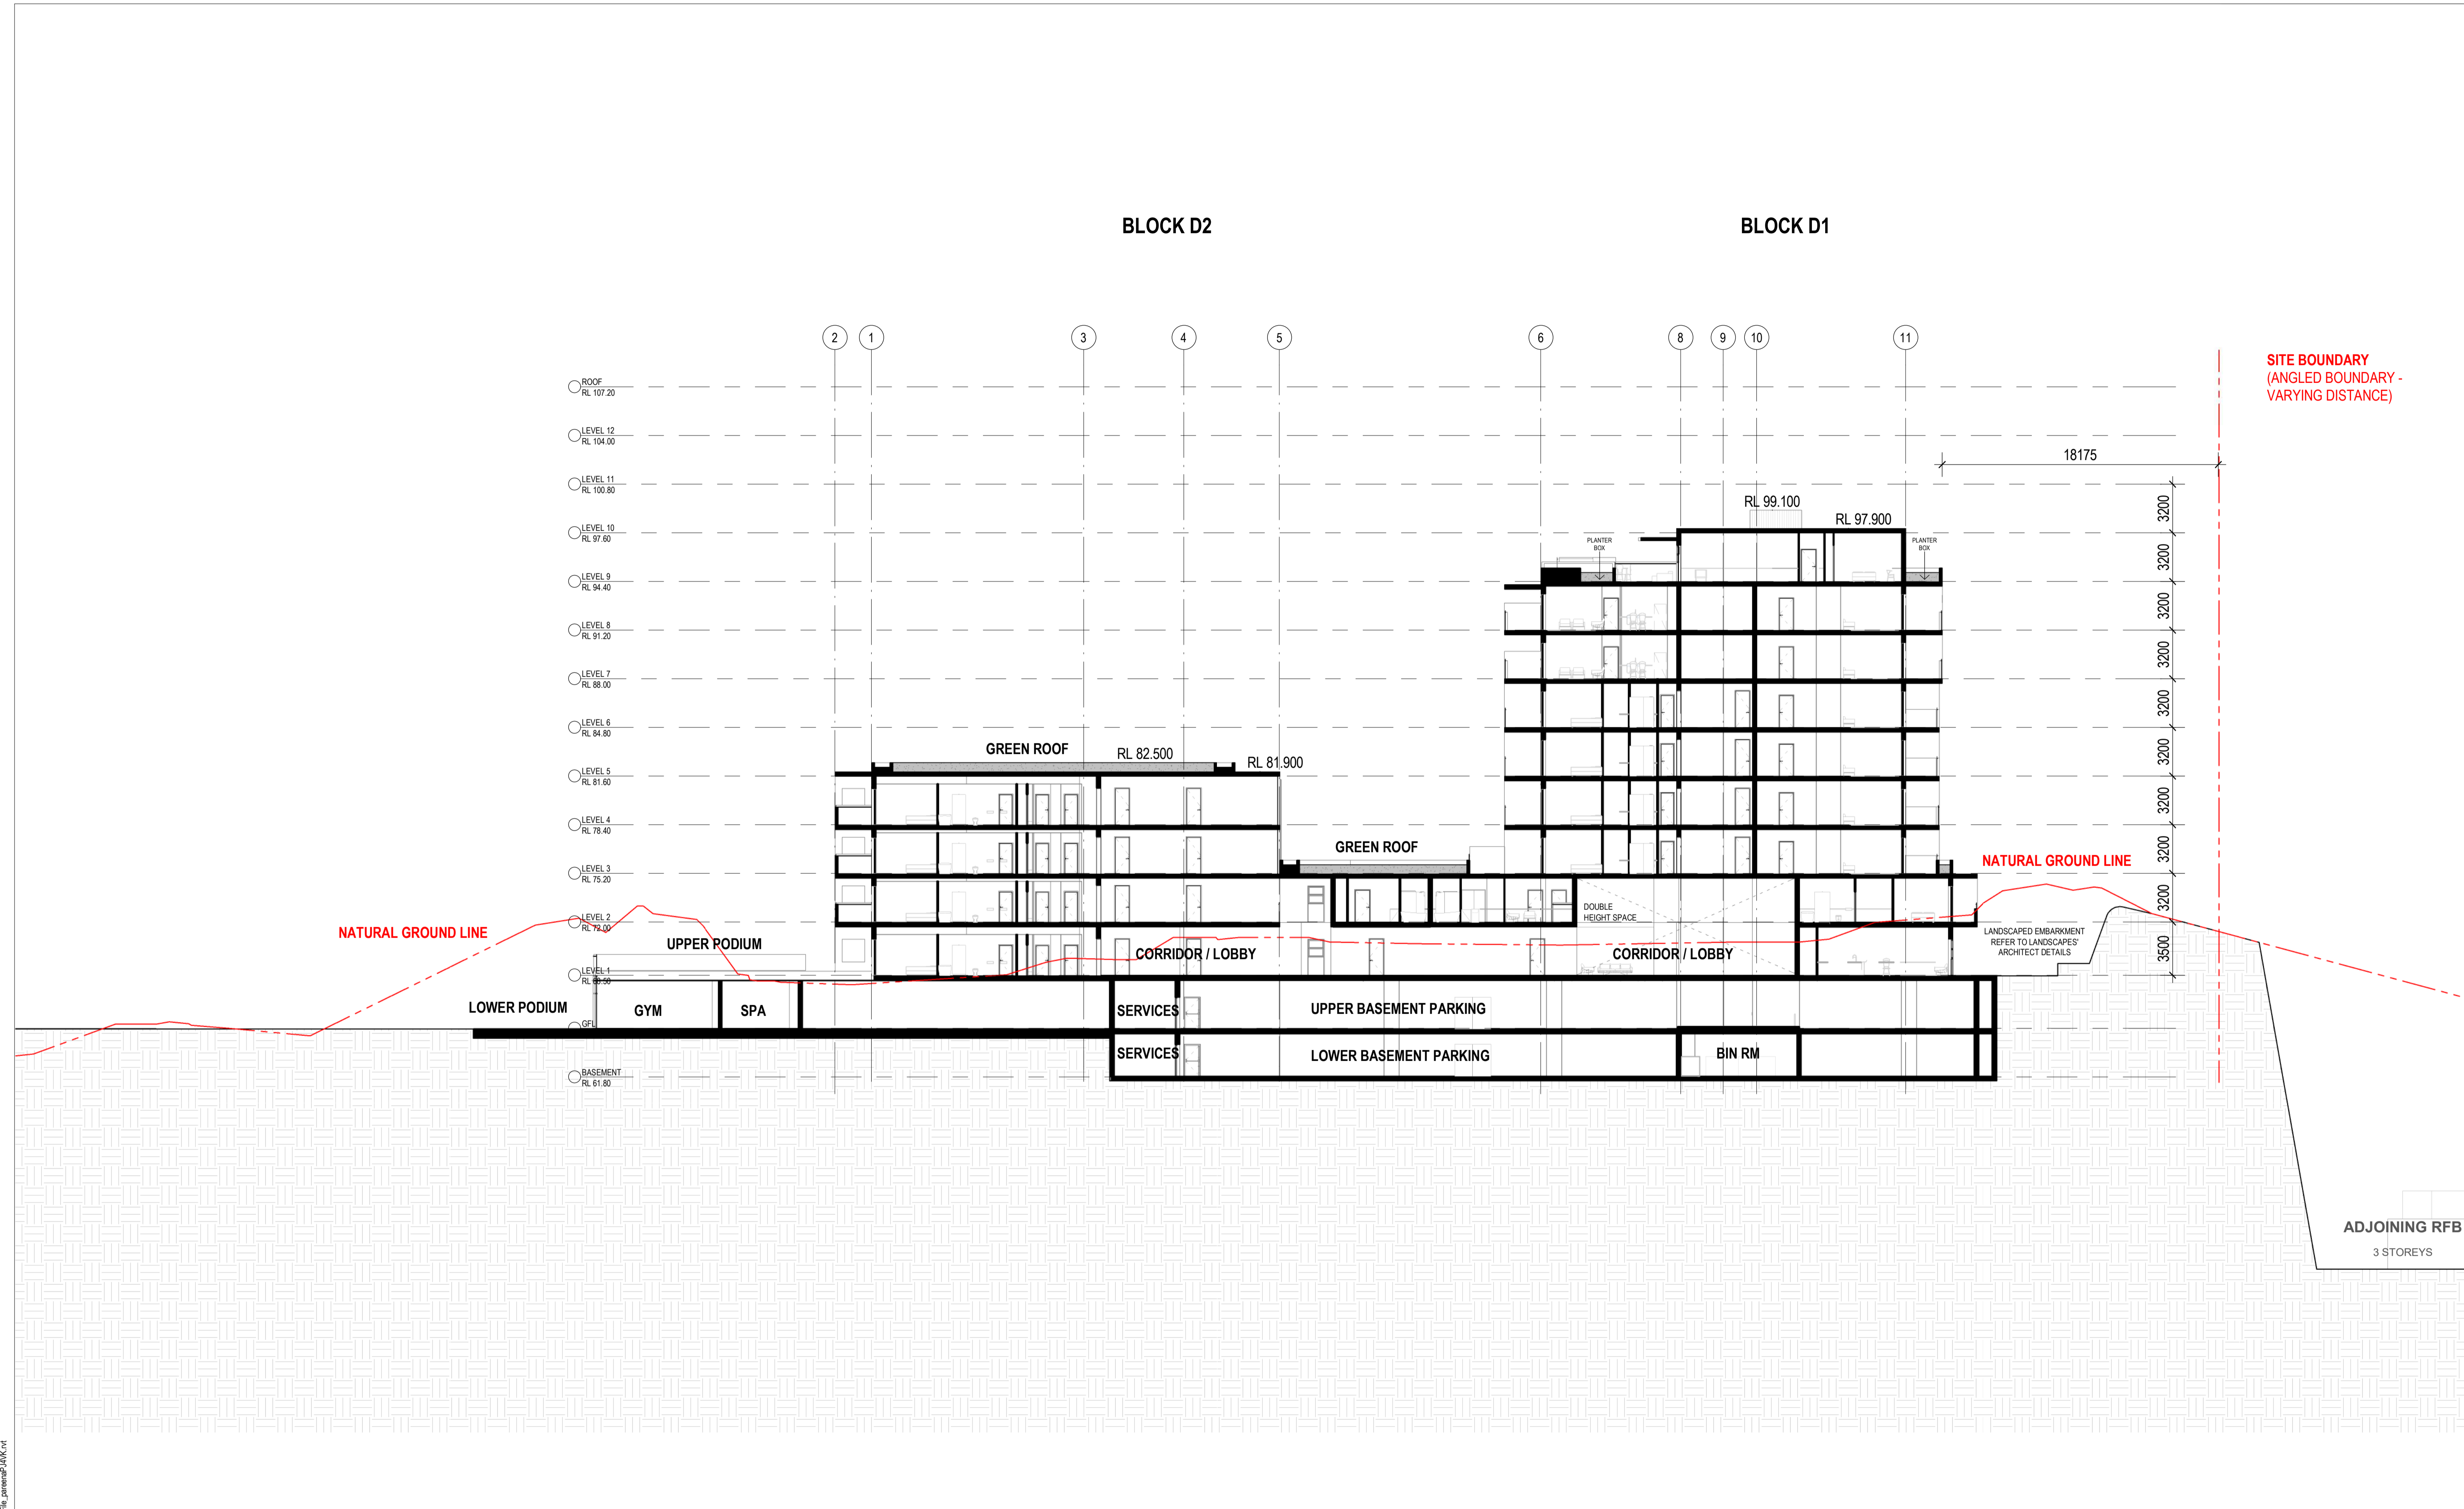 BLOCK D2
BLOCK D1
2
1
3
4
5
6
8
9
10
11
SITE BOUNDARY
(ANGLED BOUNDARY -
VARYING DISTANCE)
ROOF
RL 107.20
LEVEL 12
RL 104.00
18175
LEVEL 11
RL 100.80
RL 99.100
3200
RL 97.900
LEVEL 10
RL 97.60
PLANTER
BOX
PLANTER
BOX
3200
LEVEL 9
RL 94.40
3200
LEVEL 8
RL 91.20
3200
LEVEL 7
RL 88.00
3200
LEVEL 6
RL 84.80
GREEN ROOF
RL 82.500
RL 81.900
3200
LEVEL 5
RL 81.60
3200
LEVEL 4
RL 78.40
GREEN ROOF
3200
NATURAL GROUND LINE
LEVEL 3
RL 75.20
3200
DOUBLE
HEIGHT SPACE
LEVEL 2
RL 72.00
NATURAL GROUND LINE
UPPER PODIUM
CORRIDOR / LOBBY
CORRIDOR / LOBBY
LANDSCAPED EMBARKMENT
REFER TO LANDSCAPES'
ARCHITECT DETAILS
3500
LEVEL 1
RL 68.50
LOWER PODIUM
GYM
SPA
SERVICES
UPPER BASEMENT PARKING
GFL
SERVICES
LOWER BASEMENT PARKING
BIN RM
BASEMENT
RL 61.80
ADJOINING RFB
3 STOREYS